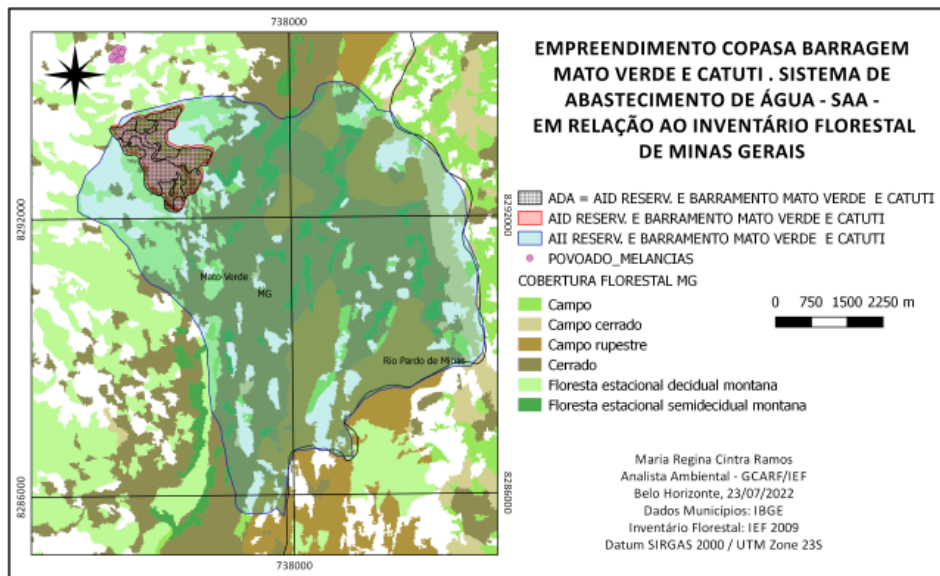 738000
EMPREENDIMENTO COPASA BARRAGEM
MATO VERDE E CATUTI . SISTEMA DE
ABASTECIMENTO DE ÁGUA - SAA -
EM RELAÇÃO AO INVENTÁRIO FLORESTAL
DE MINAS GERAIS
ADA = AID RESERV. E BARRAMENTO MATO VERDE E CATUTI
AID RESERV. E BARRAMENTO MATO VERDE E CATUTI
AII RESERV. E BARRAMENTO MATO VERDE E CATUTI
POVOADO_MELANCIAS
COBERTURA FLORESTAL MG
Campo
Campo cerrado
Campo rupestre
Cerrado
Floresta estacional decidual montana
Floresta estacional semidecidual montana
0 750 1500 2250 m
8292000
8292000
Mato Verde
MG
Rio Pardo de Minas
8286000
8286000
738000
Maria Regina Cintra Ramos
Analista Ambiental - GCARF/IEF
Belo Horizonte, 23/07/2022
Dados Municípios: IBGE
Inventário Florestal: IEF 2009
Datum SIRGAS 2000 / UTM Zone 23S